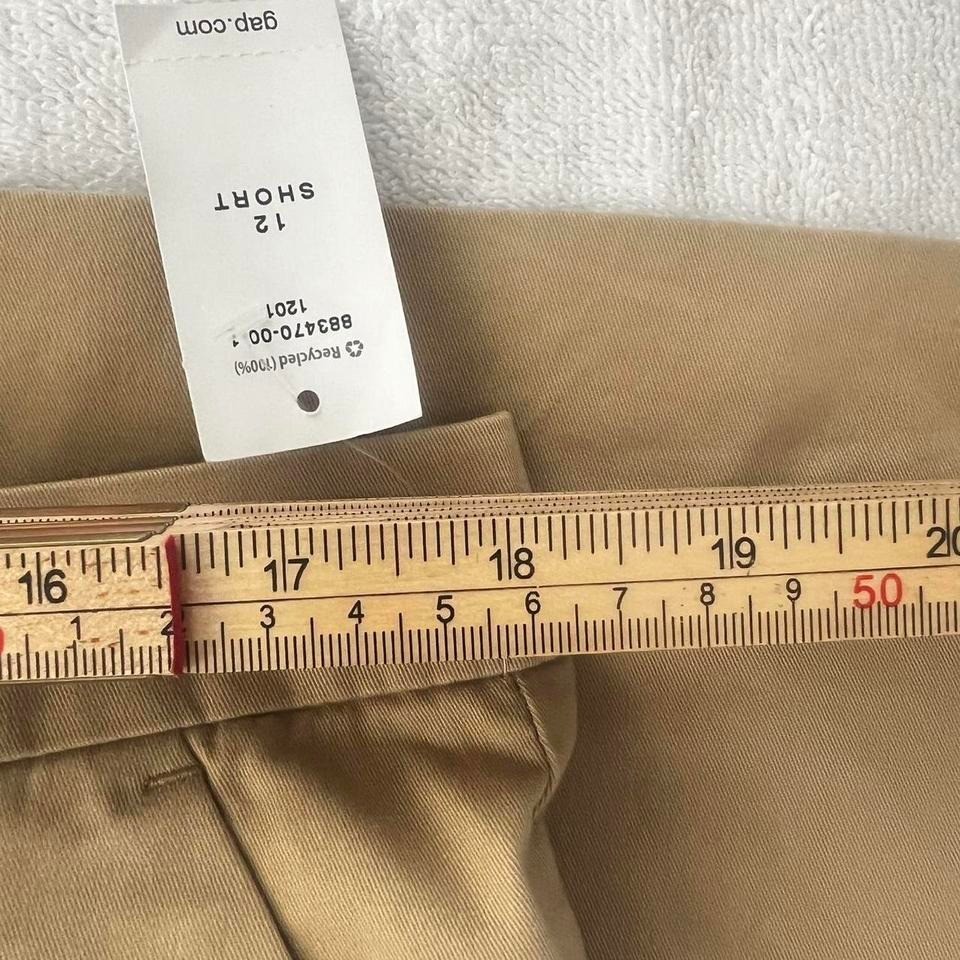 gap.com
12
SHORT
883470-00 1
1201
Recycled (100%)
16 17 18 19 20
1 2 3 4 5 6 7 8 9 50